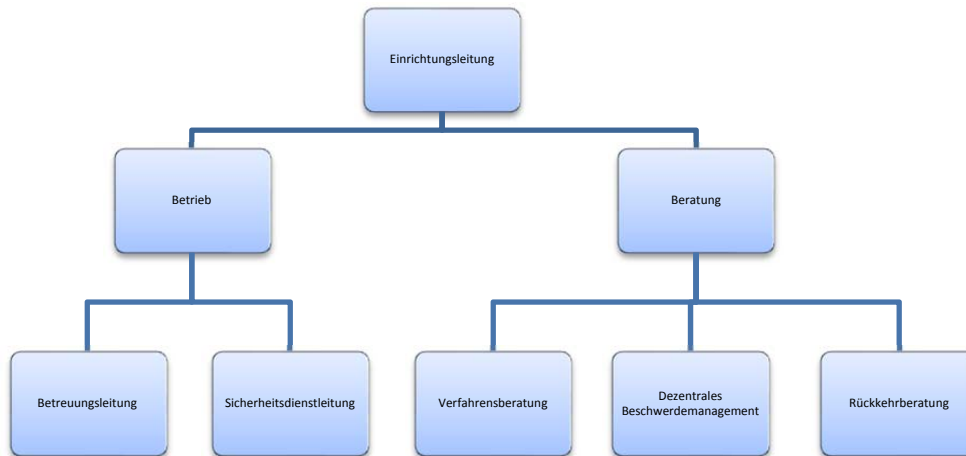 Einrichtungsleitung
Betrieb
Beratung
Betreuungsleitung
Sicherheitsdienstleitung
Verfahrensberatung
Dezentrales
Beschwerdemanagement
Rückkehrberatung